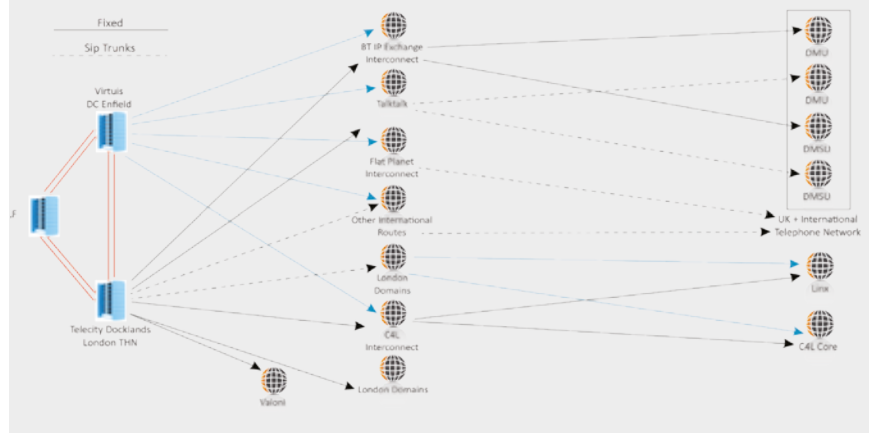 Fixed
Sip Trunks
Virtuis
DC Enfield
Telecity Docklands
London THN
BT IP Exchange
Interconnect
Talktalk
Flat Planet
Interconnect
Other International
Routes
London
Domains
C4L
Interconnect
London Domains
Valoni
DMU
DMU
DMSU
DMSU
UK + International
Telephone Network
Linx
C4L Core